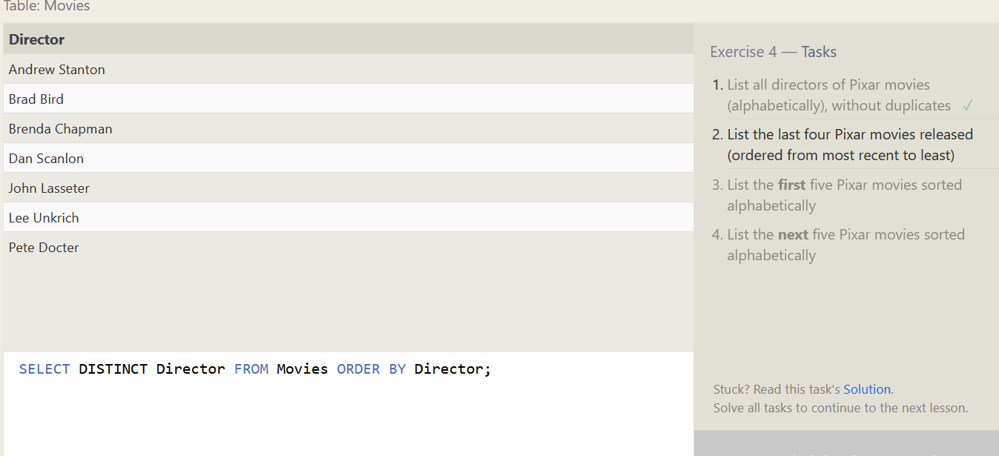 Table: Movies
Director
Andrew Stanton
Brad Bird
Brenda Chapman
Dan Scanlon
John Lasseter
Lee Unkrich
Pete Docter
SELECT DISTINCT Director FROM Movies ORDER BY Director;
Exercise 4 — Tasks
1. List all directors of Pixar movies
(alphabetically), without duplicates ✓
2. List the last four Pixar movies released
(ordered from most recent to least)
3. List the first five Pixar movies sorted
alphabetically
4. List the next five Pixar movies sorted
alphabetically
Stuck? Read this task's Solution.
Solve all tasks to continue to the next lesson.